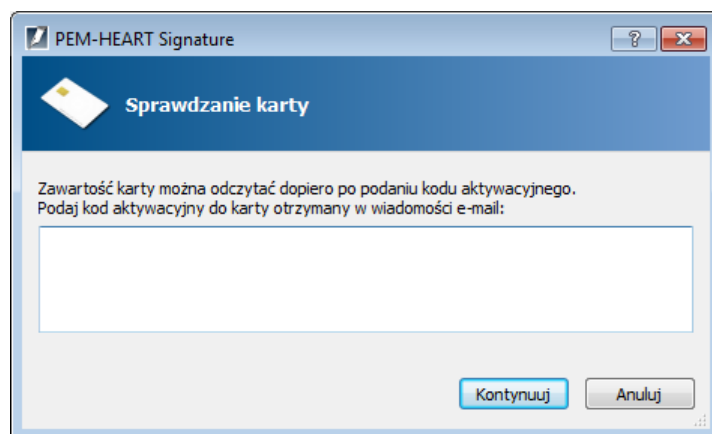 PEM-HEART Signature
Sprawdzanie karty
Zawartość karty można odczytać dopiero po podaniu kodu aktywacyjnego.
Podaj kod aktywacyjny do karty otrzymany w wiadomości e-mail:
Kontynuuj Anuluj